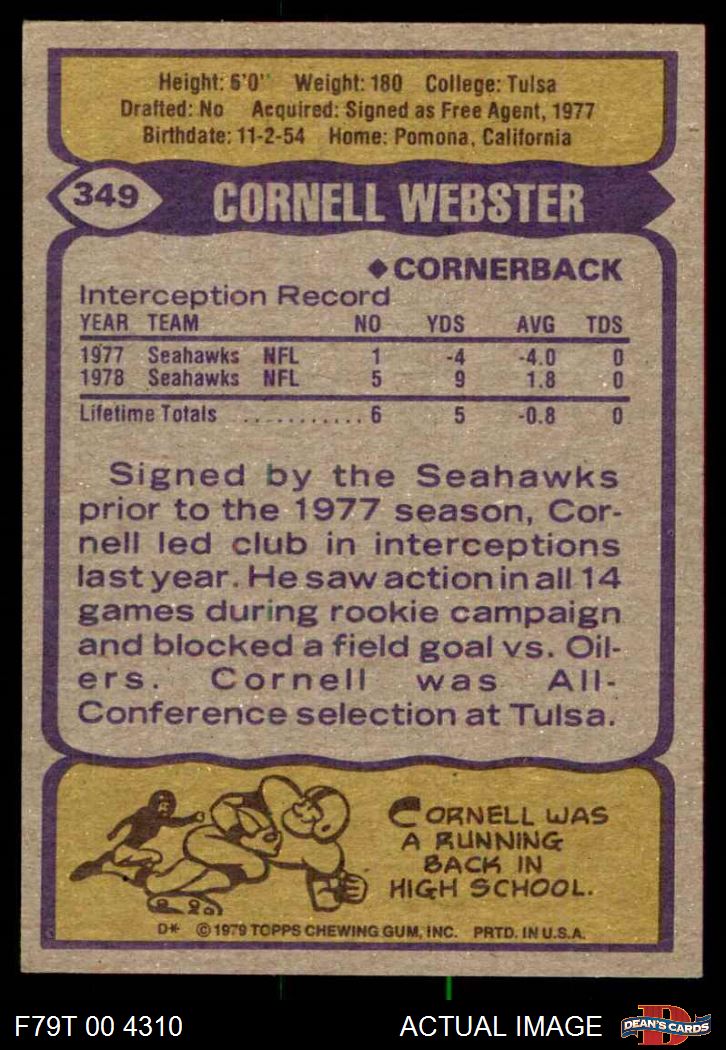 Height: 6'0" Weight: 180 College: Tulsa
Drafted: No Acquired: Signed as Free Agent, 1977
Birthdate: 11-2-54 Home: Pomona, California
349 CORNELL WEBSTER
◆CORNERBACK
Interception Record
YEAR TEAM NO YDS AVG TDS
1977 Seahawks NFL 1 -4 -4.0 0
1978 Seahawks NFL 5 9 1.8 0
Lifetime Totals ............ 6 5 -0.8 0
Signed by the Seahawks
prior to the 1977 season, Cor-
nell led club in interceptions
last year. He saw action in all 14
games during rookie campaign
and blocked a field goal vs. Oil-
ers. Cornell was All-
Conference selection at Tulsa.
CORNELL WAS
A RUNNING
BACK IN
HIGH SCHOOL.
D* © 1979 TOPPS CHEWING GUM, INC. PRTD. IN U.S.A.
F79T 00 4310 ACTUAL IMAGE DEAN'S CARDS